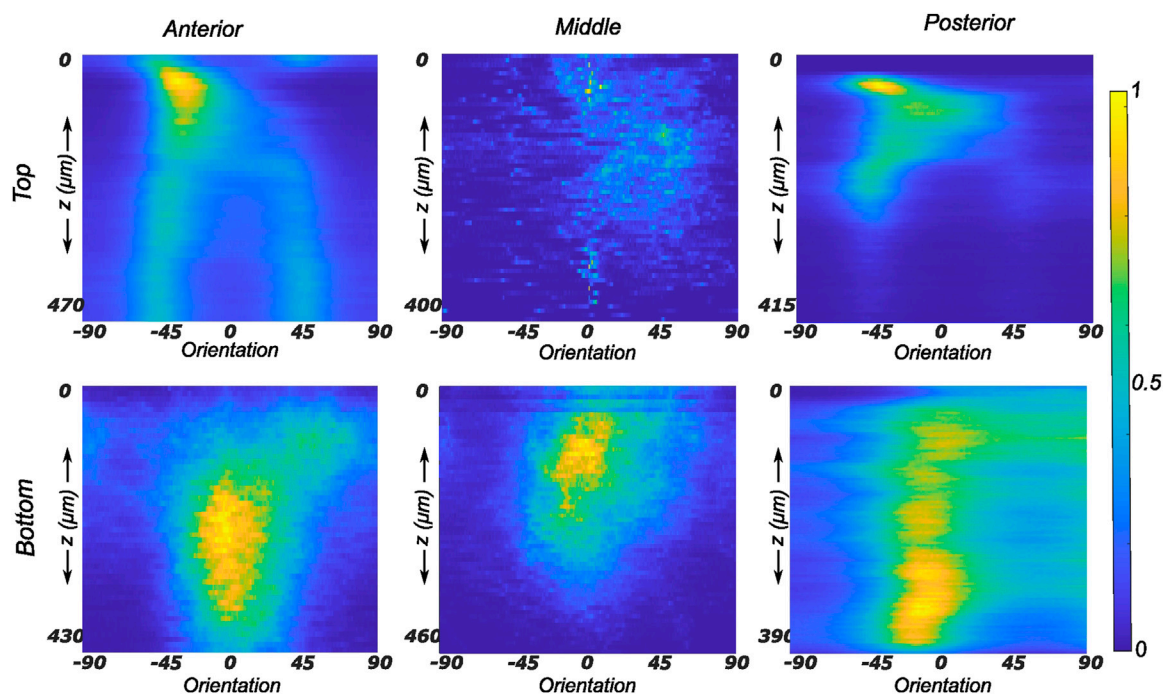 Anterior Middle Posterior
Top
0
z (μm)
470
-90 -45 0 45 90
Orientation
0
z (μm)
400
-90 -45 0 45 90
Orientation
0
z (μm)
415
-90 -45 0 45 90
Orientation
1
0.5
0
Bottom
0
z (μm)
430
-90 -45 0 45 90
Orientation
0
z (μm)
460
-90 -45 0 45 90
Orientation
0
z (μm)
390
-90 -45 0 45 90
Orientation